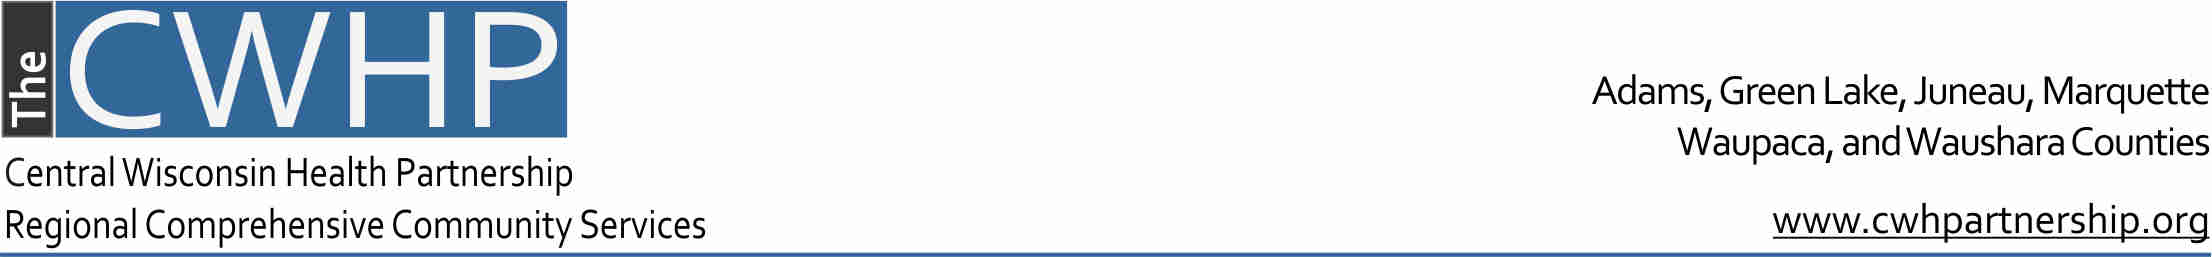 The CWHP
Central Wisconsin Health Partnership
Regional Comprehensive Community Services
Adams, Green Lake, Juneau, Marquette
Waupaca, and Waushara Counties
www.cwhpartnership.org